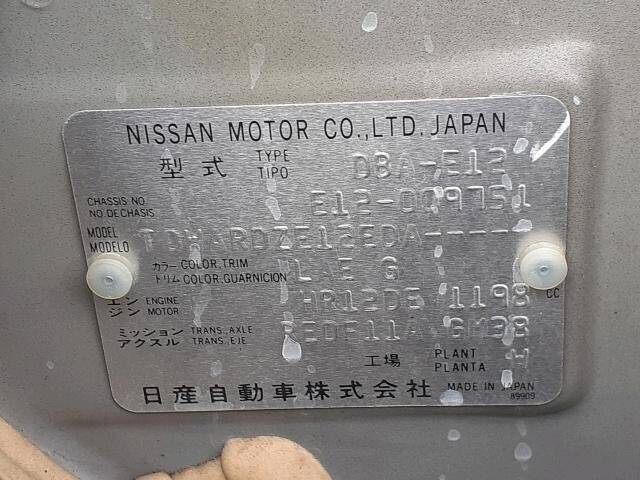 NISSAN MOTOR CO.,LTD. JAPAN
型式 TYPE TIPO DBA-E12
CHASSIS NO. NO DE CHASIS E12-009751
MODEL MODELO
カラー COLOR,TRIM
トリム COLOR,GUARNICION L E G
エンジン ENGINE MOTOR HR12DE 1198 CC
ミッション TRANS.,AXLE
アクスル TRANS.,EJE RE0F11A GM38
工場 PLANT PLANTA
日産自動車株式会社 MADE IN JAPAN
89909